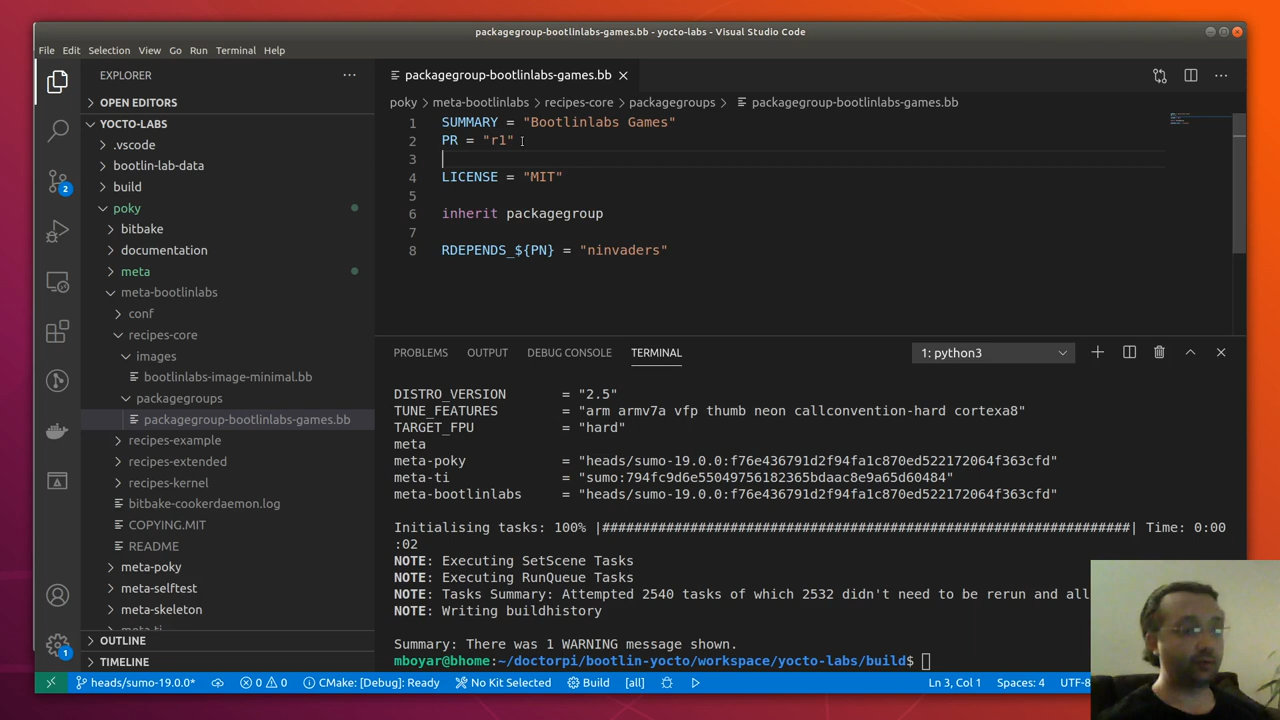 packagegroup-bootlinlabs-games.bb - yocto-labs - Visual Studio Code
File Edit Selection View Go Run Terminal Help
EXPLORER
OPEN EDITORS
YOCTO-LABS
.vscode
bootlin-lab-data
build
poky
bitbake
documentation
meta
meta-bootlinlabs
conf
recipes-core
images
bootlinlabs-image-minimal.bb
packagegroups
packagegroup-bootlinlabs-games.bb
recipes-example
recipes-extended
recipes-kernel
bitbake-cookerdaemon.log
COPYING.MIT
README
meta-poky
meta-selftest
meta-skeleton
OUTLINE
TIMELINE
2
1
packagegroup-bootlinlabs-games.bb
poky > meta-bootlinlabs > recipes-core > packagegroups > packagegroup-bootlinlabs-games.bb
1 SUMMARY = "Bootlinlabs Games"
2 PR = "r1"
3
4 LICENSE = "MIT"
5
6 inherit packagegroup
7
8 RDEPENDS_${PN} = "ninvaders"
PROBLEMS OUTPUT DEBUG CONSOLE TERMINAL 1: python3
DISTRO_VERSION = "2.5"
TUNE_FEATURES = "arm armv7a vfp thumb neon callconvention-hard cortexa8"
TARGET_FPU = "hard"
meta
meta-poky = "heads/sumo-19.0.0:f76e436791d2f94fa1c870ed522172064f363cfd"
meta-ti = "sumo:794fc9d6e55049756182365bdaac8e9a65d60484"
meta-bootlinlabs = "heads/sumo-19.0.0:f76e436791d2f94fa1c870ed522172064f363cfd"
Initialising tasks: 100% |##################################################################| Time: 0:00
:02
NOTE: Executing SetScene Tasks
NOTE: Executing RunQueue Tasks
NOTE: Tasks Summary: Attempted 2540 tasks of which 2532 didn't need to be rerun and all
NOTE: Writing buildhistory
Summary: There was 1 WARNING message shown.
mboyar@bhome:~/doctorpi/bootlin-yocto/workspace/yocto-labs/build$
heads/sumo-19.0.0* 0 0 CMake: [Debug]: Ready No Kit Selected Build [all] Ln 3, Col 1 Spaces: 4 UTF-8